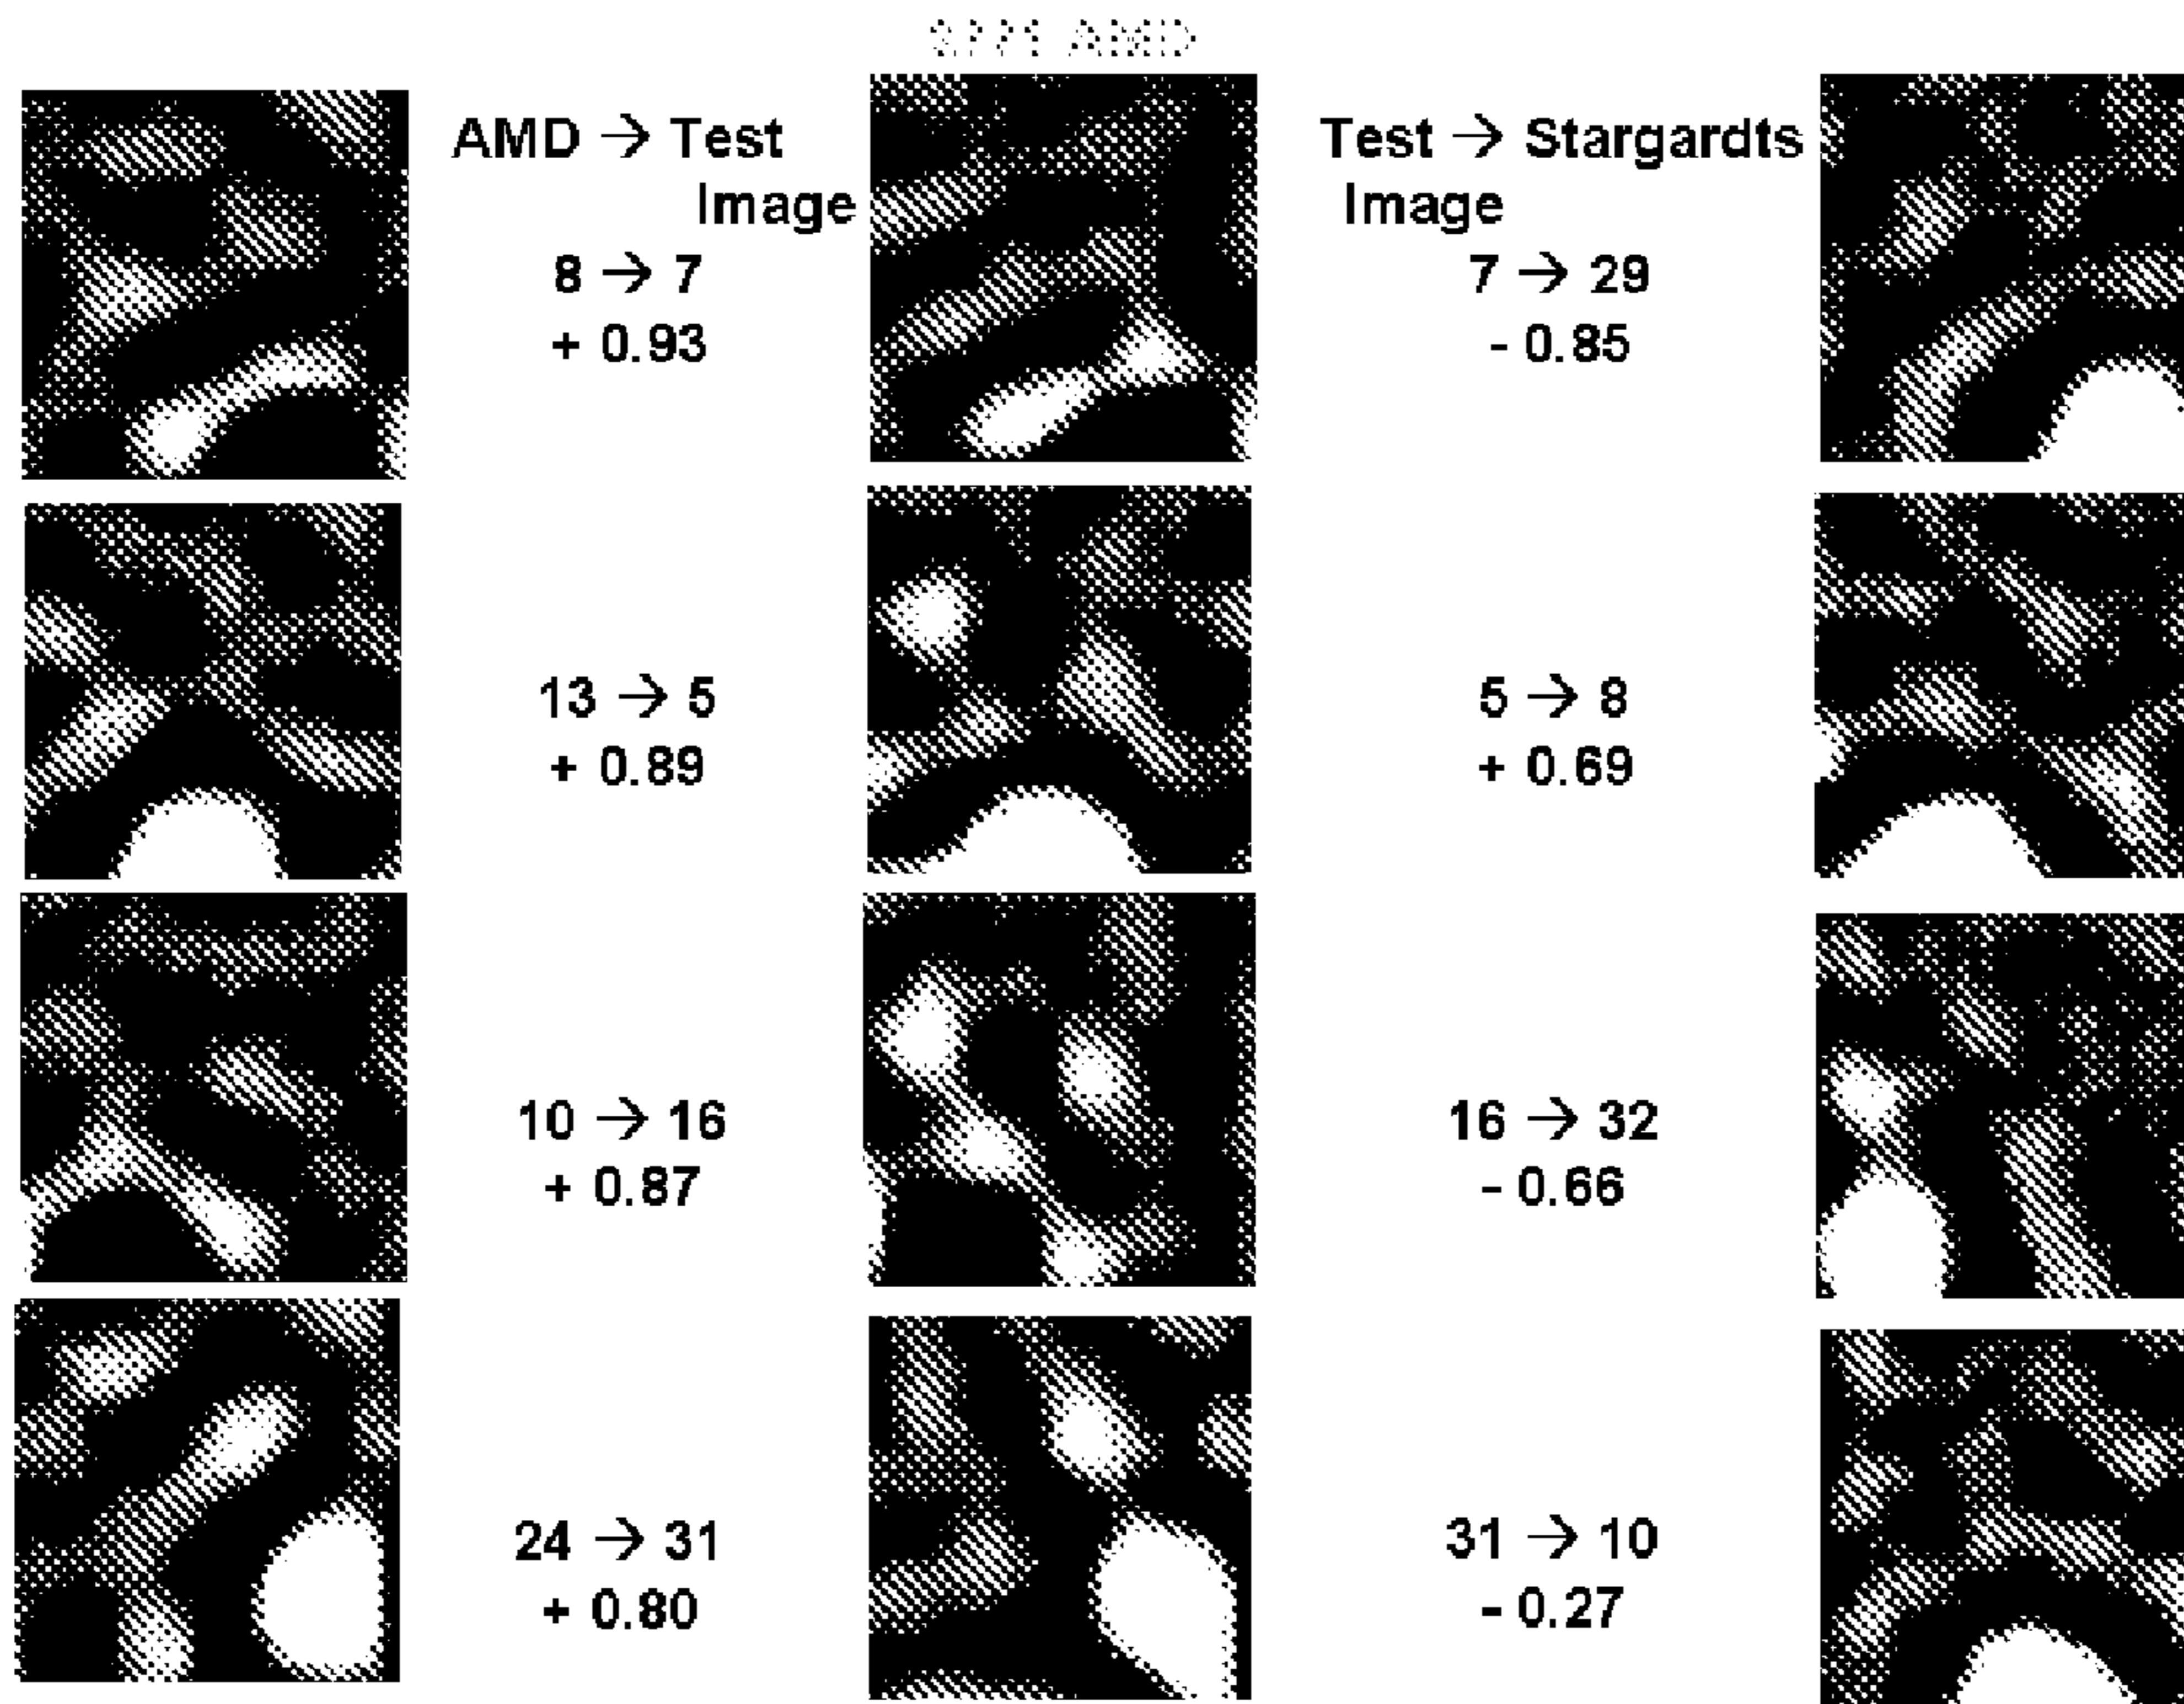 AMD
AMD → Test
Image
8 → 7
+ 0.93
Test → Stargardts
Image
7 → 29
- 0.85
13 → 5
+ 0.89
5 → 8
+ 0.69
10 → 16
+ 0.87
16 → 32
- 0.66
24 → 31
+ 0.80
31 → 10
- 0.27